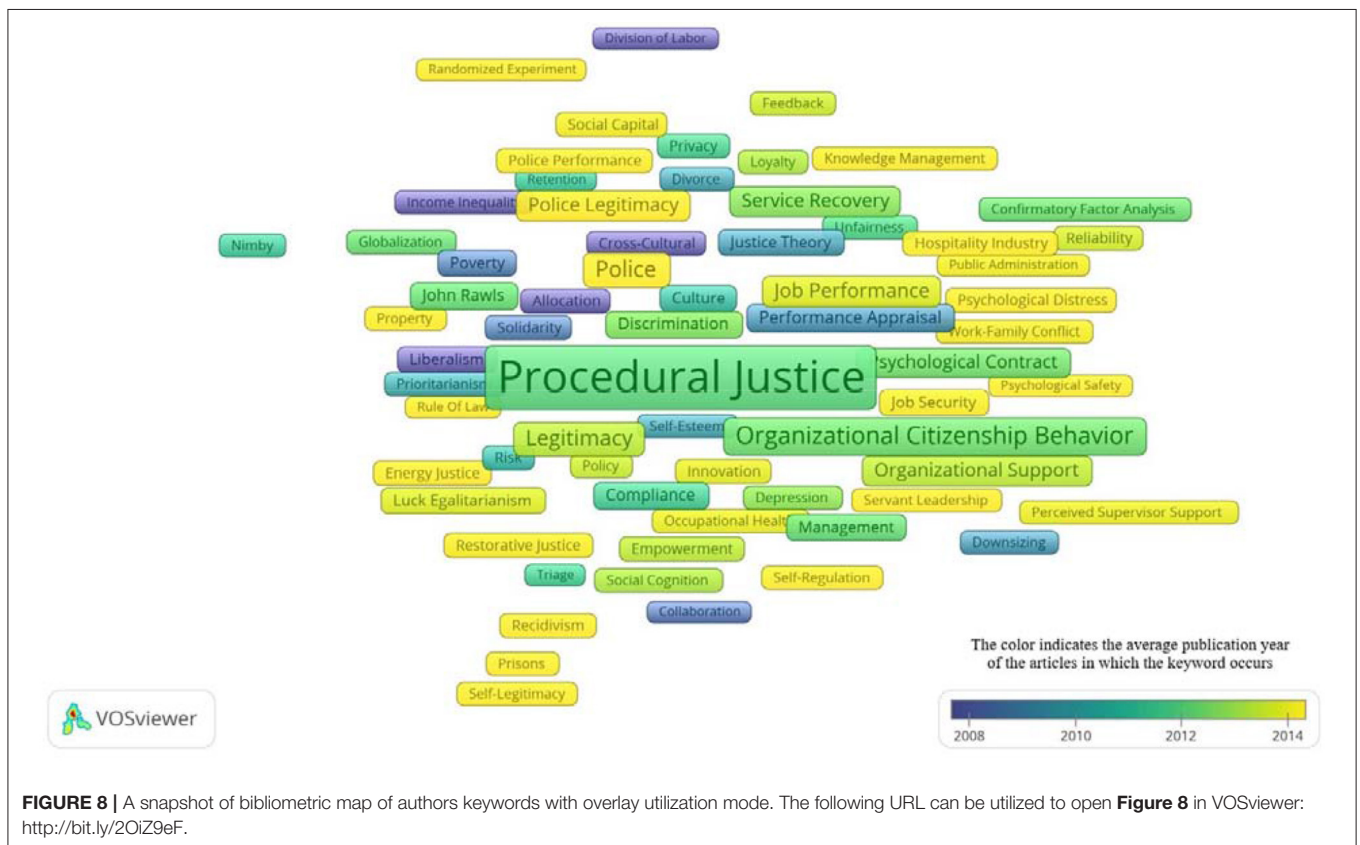 Division of Labor
Randomized Experiment
Feedback
Social Capital
Privacy
Police Performance
Loyalty
Knowledge Management
Retention
Divorce
Income Inequalit
Police Legitimacy
Service Recovery
Confirmatory Factor Analysis
Unfairness
Nimby
Globalization
Cross-Cultural
Justice Theory
Hospitality Industry
Reliability
Poverty
Police
Public Administration
John Rawls
Allocation
Culture
Job Performance
Psychological Distress
Property
Solidarity
Discrimination
Performance Appraisal
Work-Family Conflict
Liberalism
Procedural Justice
Psychological Contract
Prioritarianism
Psychological Safety
Rule Of Law
Job Security
Legitimacy
Self-Esteem
Organizational Citizenship Behavior
Risk
Energy Justice
Policy
Innovation
Organizational Support
Luck Egalitarianism
Compliance
Depression
Servant Leadership
Perceived Supervisor Support
Occupational Healt
Management
Restorative Justice
Empowerment
Downsizing
Triage
Social Cognition
Self-Regulation
Collaboration
Recidivism
Prisons
Self-Legitimacy
The color indicates the average publication year
of the articles in which the keyword occurs
VOSviewer
2008 2010 2012 2014
FIGURE 8 | A snapshot of bibliometric map of authors keywords with overlay utilization mode. The following URL can be utilized to open Figure 8 in VOSviewer:
http://bit.ly/2OiZ9eF.